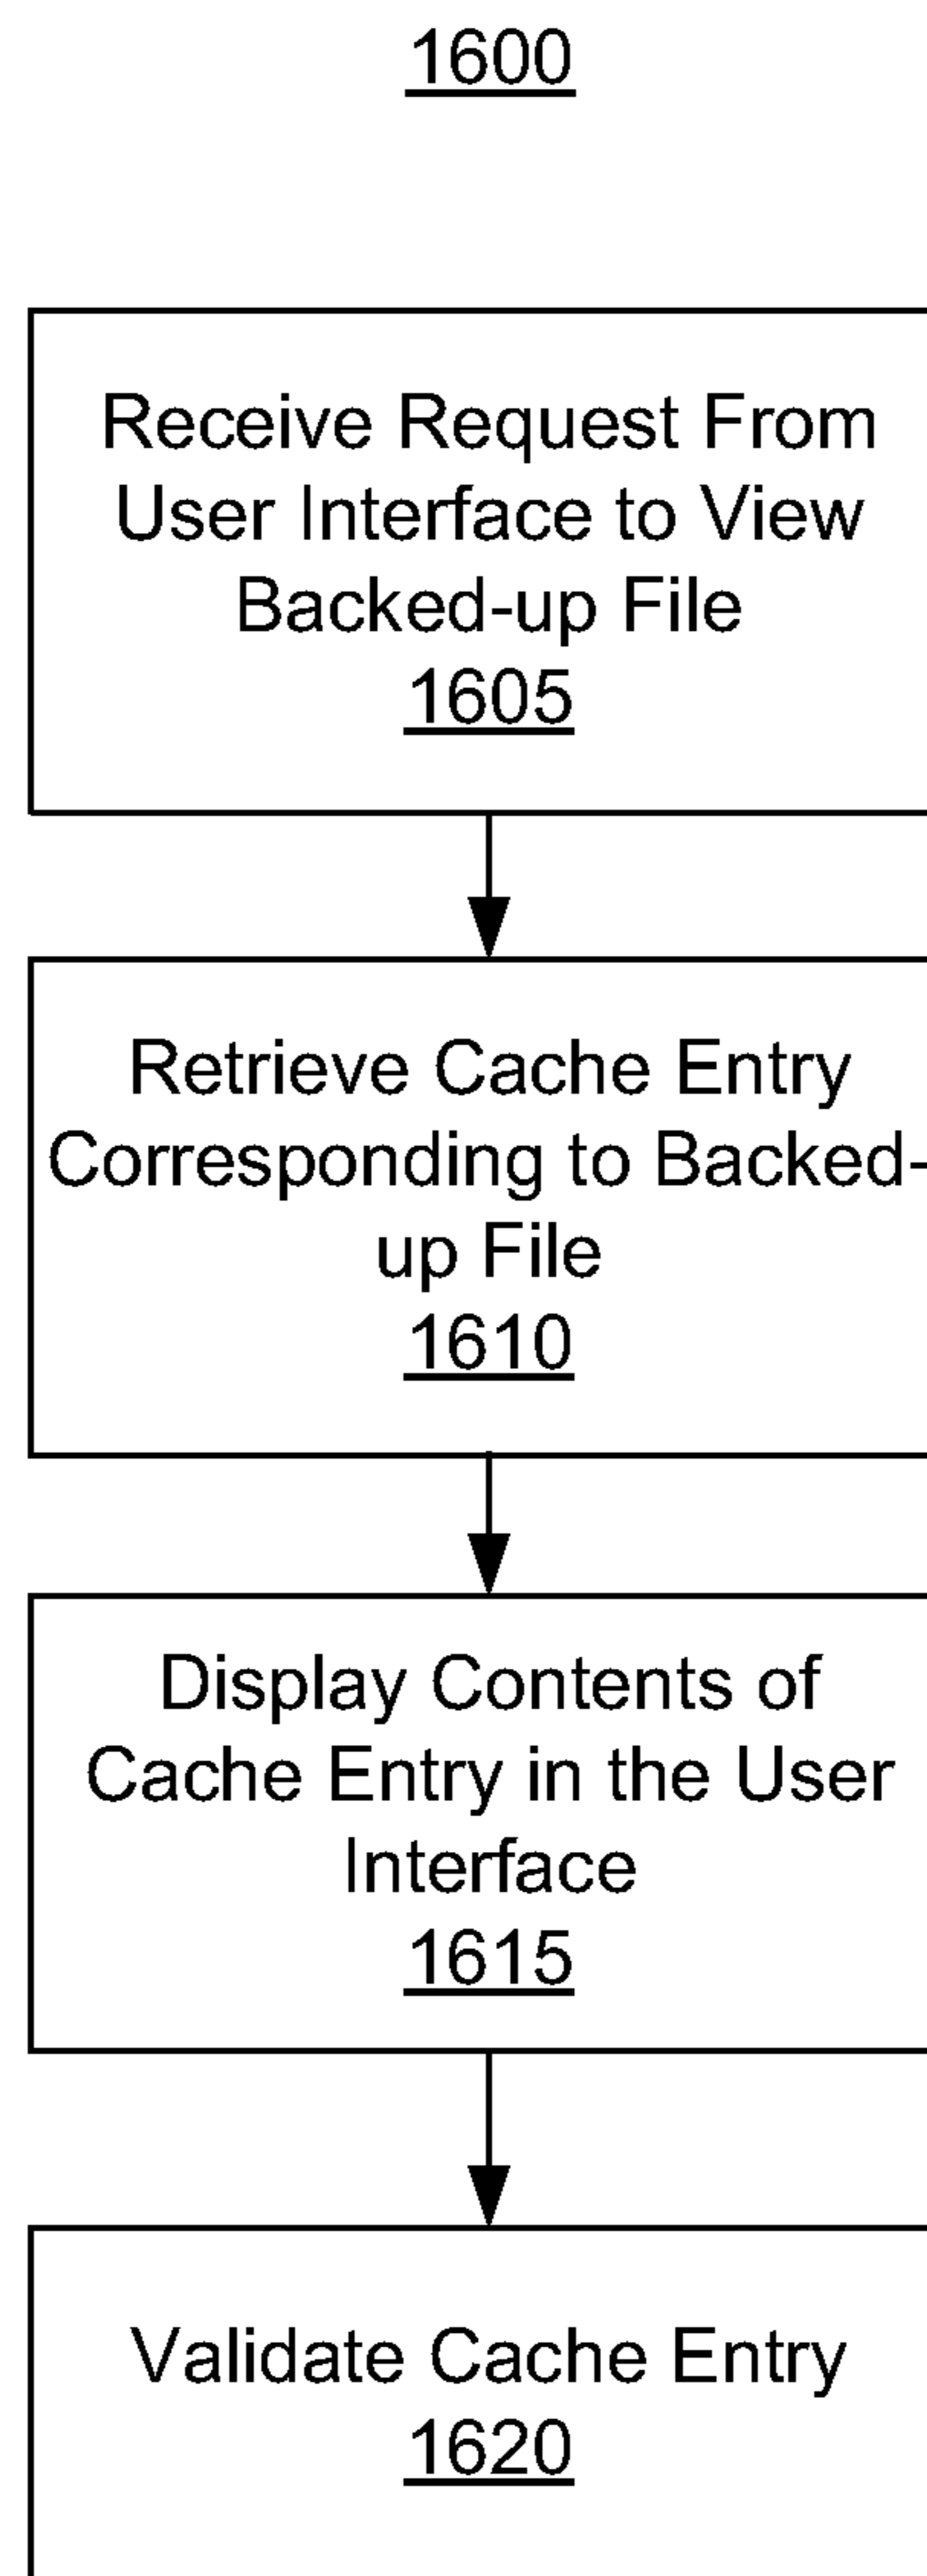 1600
Receive Request From
User Interface to View
Backed-up File
1605
Retrieve Cache Entry
Corresponding to Backed-
up File
1610
Display Contents of
Cache Entry in the User
Interface
1615
Validate Cache Entry
1620